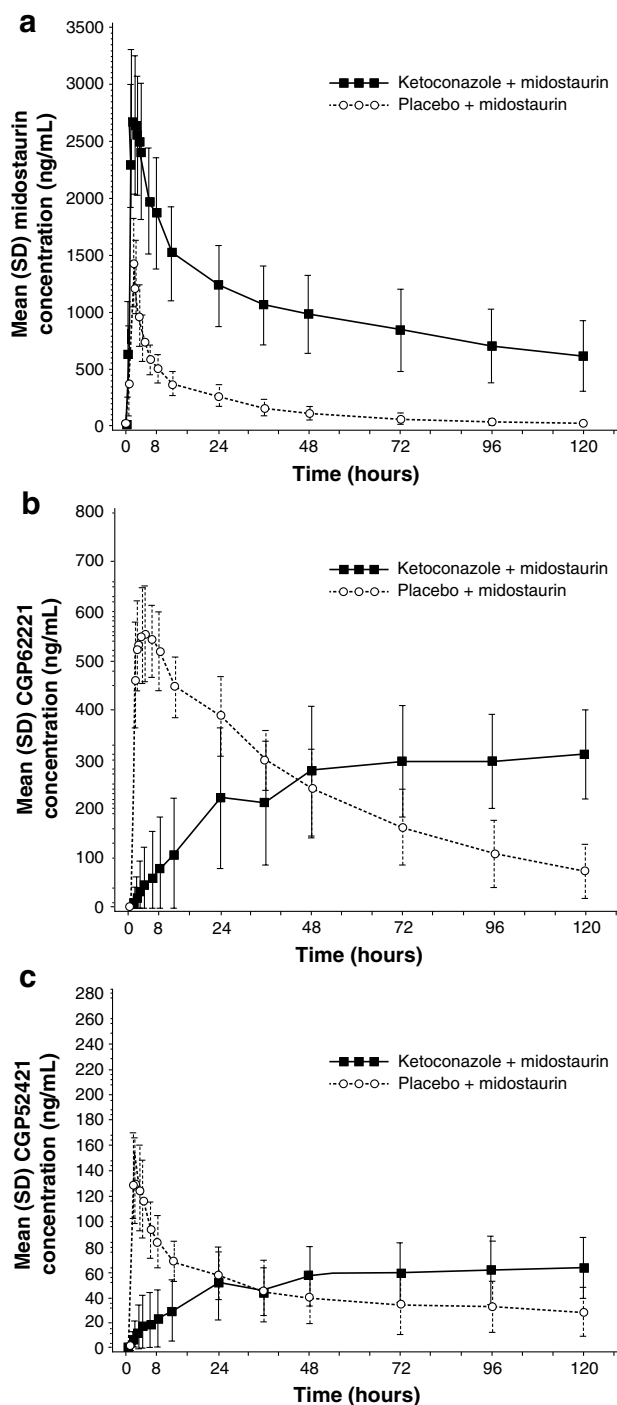 a
Mean (SD) midostaurin
concentration (ng/mL)
3500
3000
2500
2000
1500
1000
500
0
Ketoconazole + midostaurin
Placebo + midostaurin
0 8 24 48 72 96 120
Time (hours)
b
Mean (SD) CGP62221
concentration (ng/mL)
800
700
600
500
400
300
200
100
0
Ketoconazole + midostaurin
Placebo + midostaurin
0 8 24 48 72 96 120
Time (hours)
c
Mean (SD) CGP52421
concentration (ng/mL)
280
260
240
220
200
180
160
140
120
100
80
60
40
20
0
Ketoconazole + midostaurin
Placebo + midostaurin
0 8 24 48 72 96 120
Time (hours)